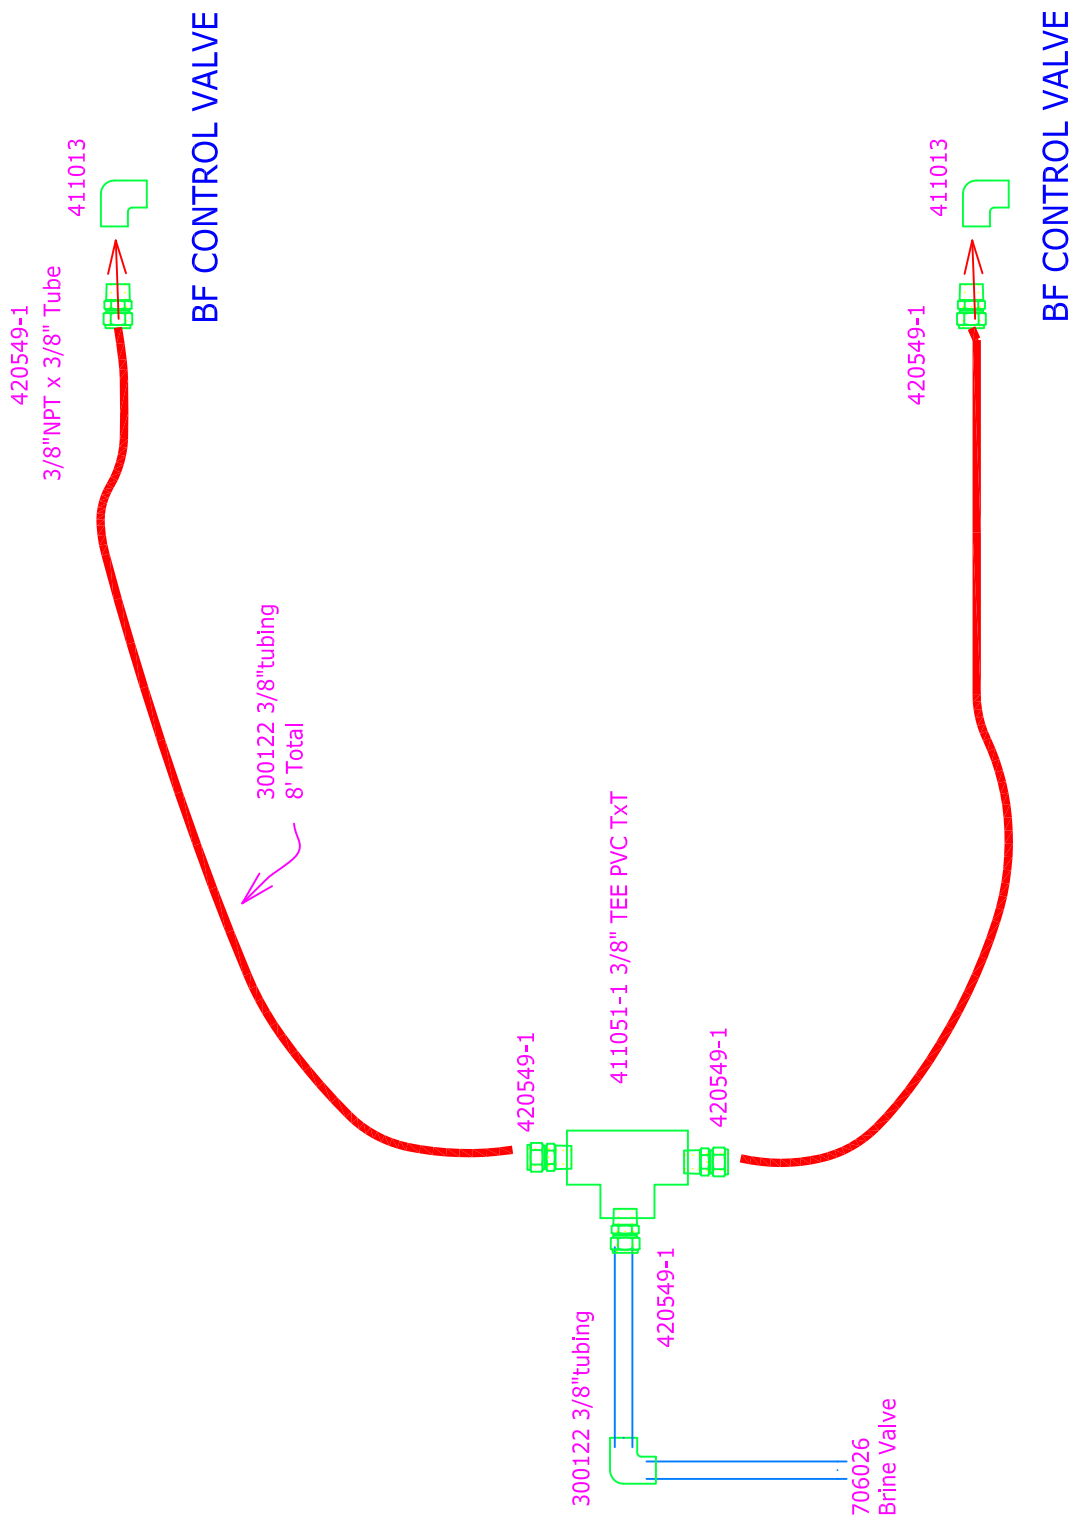 BF CONTROL VALVE
BF CONTROL VALVE
411013
411013
420549-1
3/8"NPT x 3/8" Tube
420549-1
300122 3/8"tubing
8' Total
411051-1 3/8" TEE PVC TxT
420549-1
420549-1
420549-1
300122 3/8"tubing
706026
Brine Valve